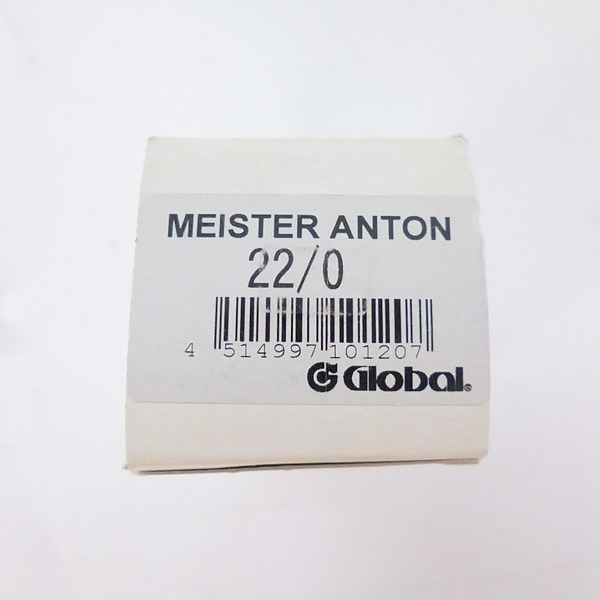 MEISTER ANTON
22/0
4 514997 101207
G Global®